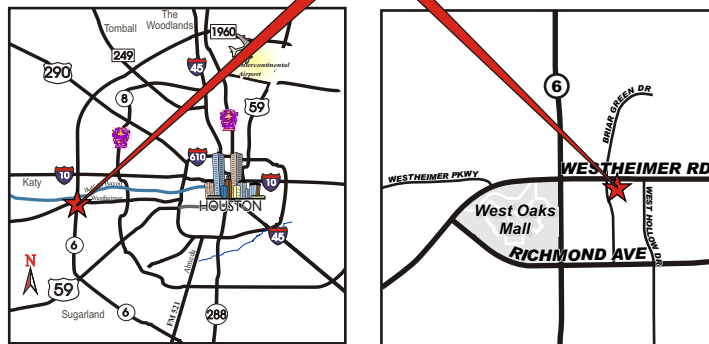 The
Woodlands
Tomball
1960
249
Intercontinental
Airport
45
290
8
59
610
Katy
10
10
Westheimer
HOUSTON
6
45
N
Almeda
59
FM 521
Sugarland
6
288
6
BRIAR GREEN DR
WESTHEIMER RD
WESTHEIMER PKWY
WEST HOLLOW DR
West Oaks
Mall
RICHMOND AVE